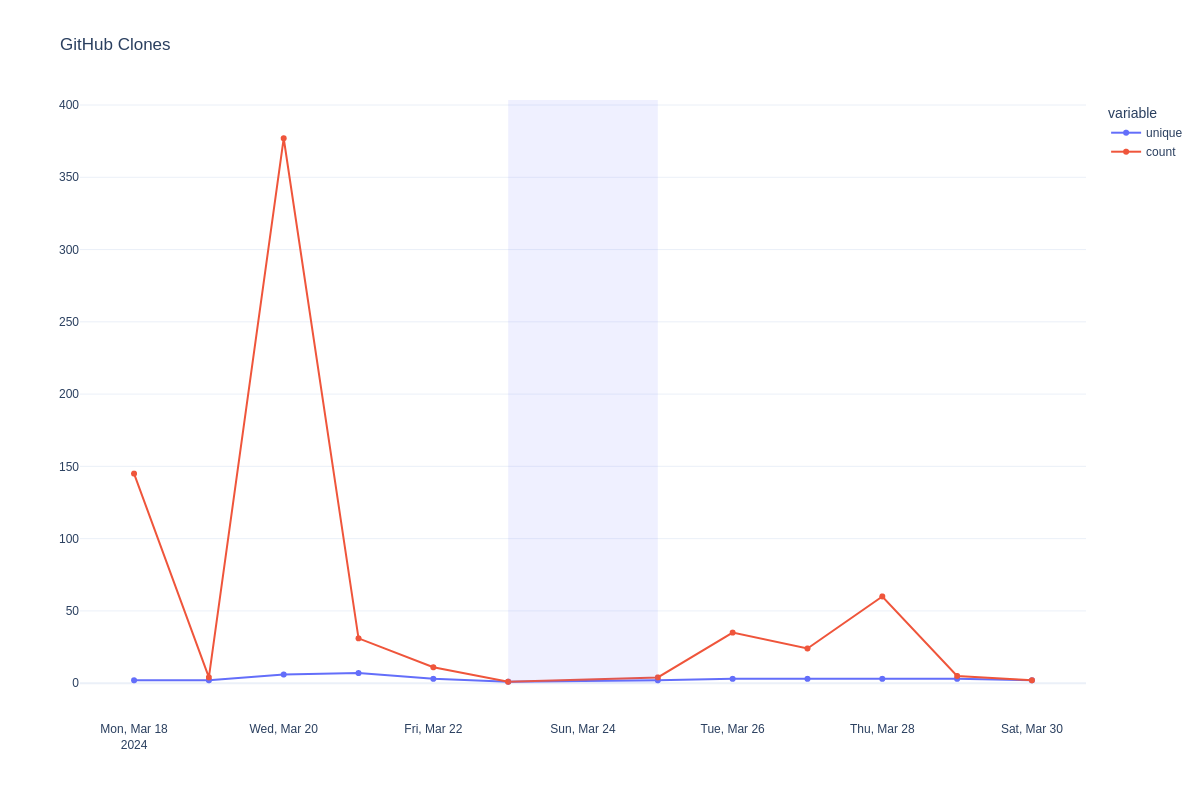 GitHub Clones
400
350
300
250
200
150
100
50
0
Mon, Mar 18
2024
Wed, Mar 20
Fri, Mar 22
Sun, Mar 24
Tue, Mar 26
Thu, Mar 28
Sat, Mar 30
variable
unique
count